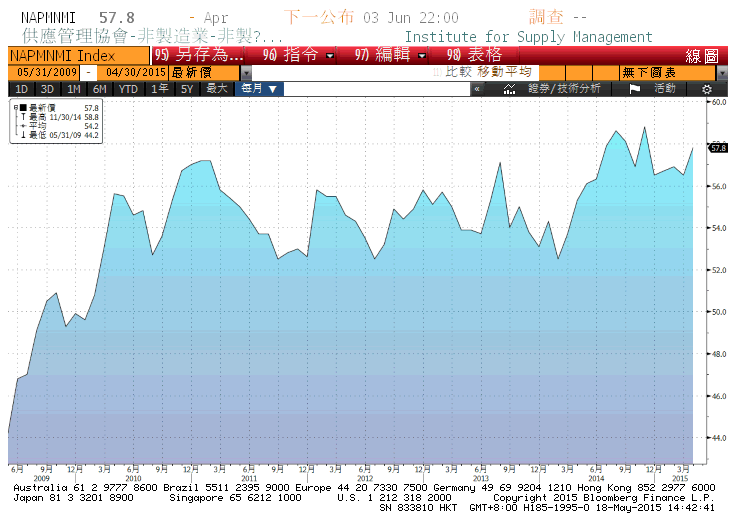 NAPMNMI 57.8 - Apr 下一公布 03 Jun 22:00 調查 --
供應管理協會-非製造業-非製?... Institute for Supply Management
NAPMNMI Index 95) 另存為... 96) 指令 97) 編輯 98) 表格 線圖
05/31/2009 - 04/30/2015 最新價 比較 移動平均 無下圖表
1D 3D 1M 6M YTD 1年 5Y 最大 每月 ▼ « 證券/技術分析 活動
最新價 57.8
最高 11/30/14 58.8
平均 54.2
最低 05/31/09 44.2
60.0
57.8
56.0
54.0
52.0
50.0
48.0
46.0
44.0
6月 9月 12月 3月 6月 9月 12月 3月 6月 9月 12月 3月 6月 9月 12月 3月 6月 9月 12月 3月 6月 9月 12月 3月
2009 2010 2011 2012 2013 2014 2015
Australia 61 2 9777 8600 Brazil 5511 2395 9000 Europe 44 20 7330 7500 Germany 49 69 9204 1210 Hong Kong 852 2977 6000
Japan 81 3 3201 8900 Singapore 65 6212 1000 U.S. 1 212 318 2000 Copyright 2015 Bloomberg Finance L.P.
SN 833810 HKT GMT+8:00 H185-1995-0 18-May-2015 14:42:41